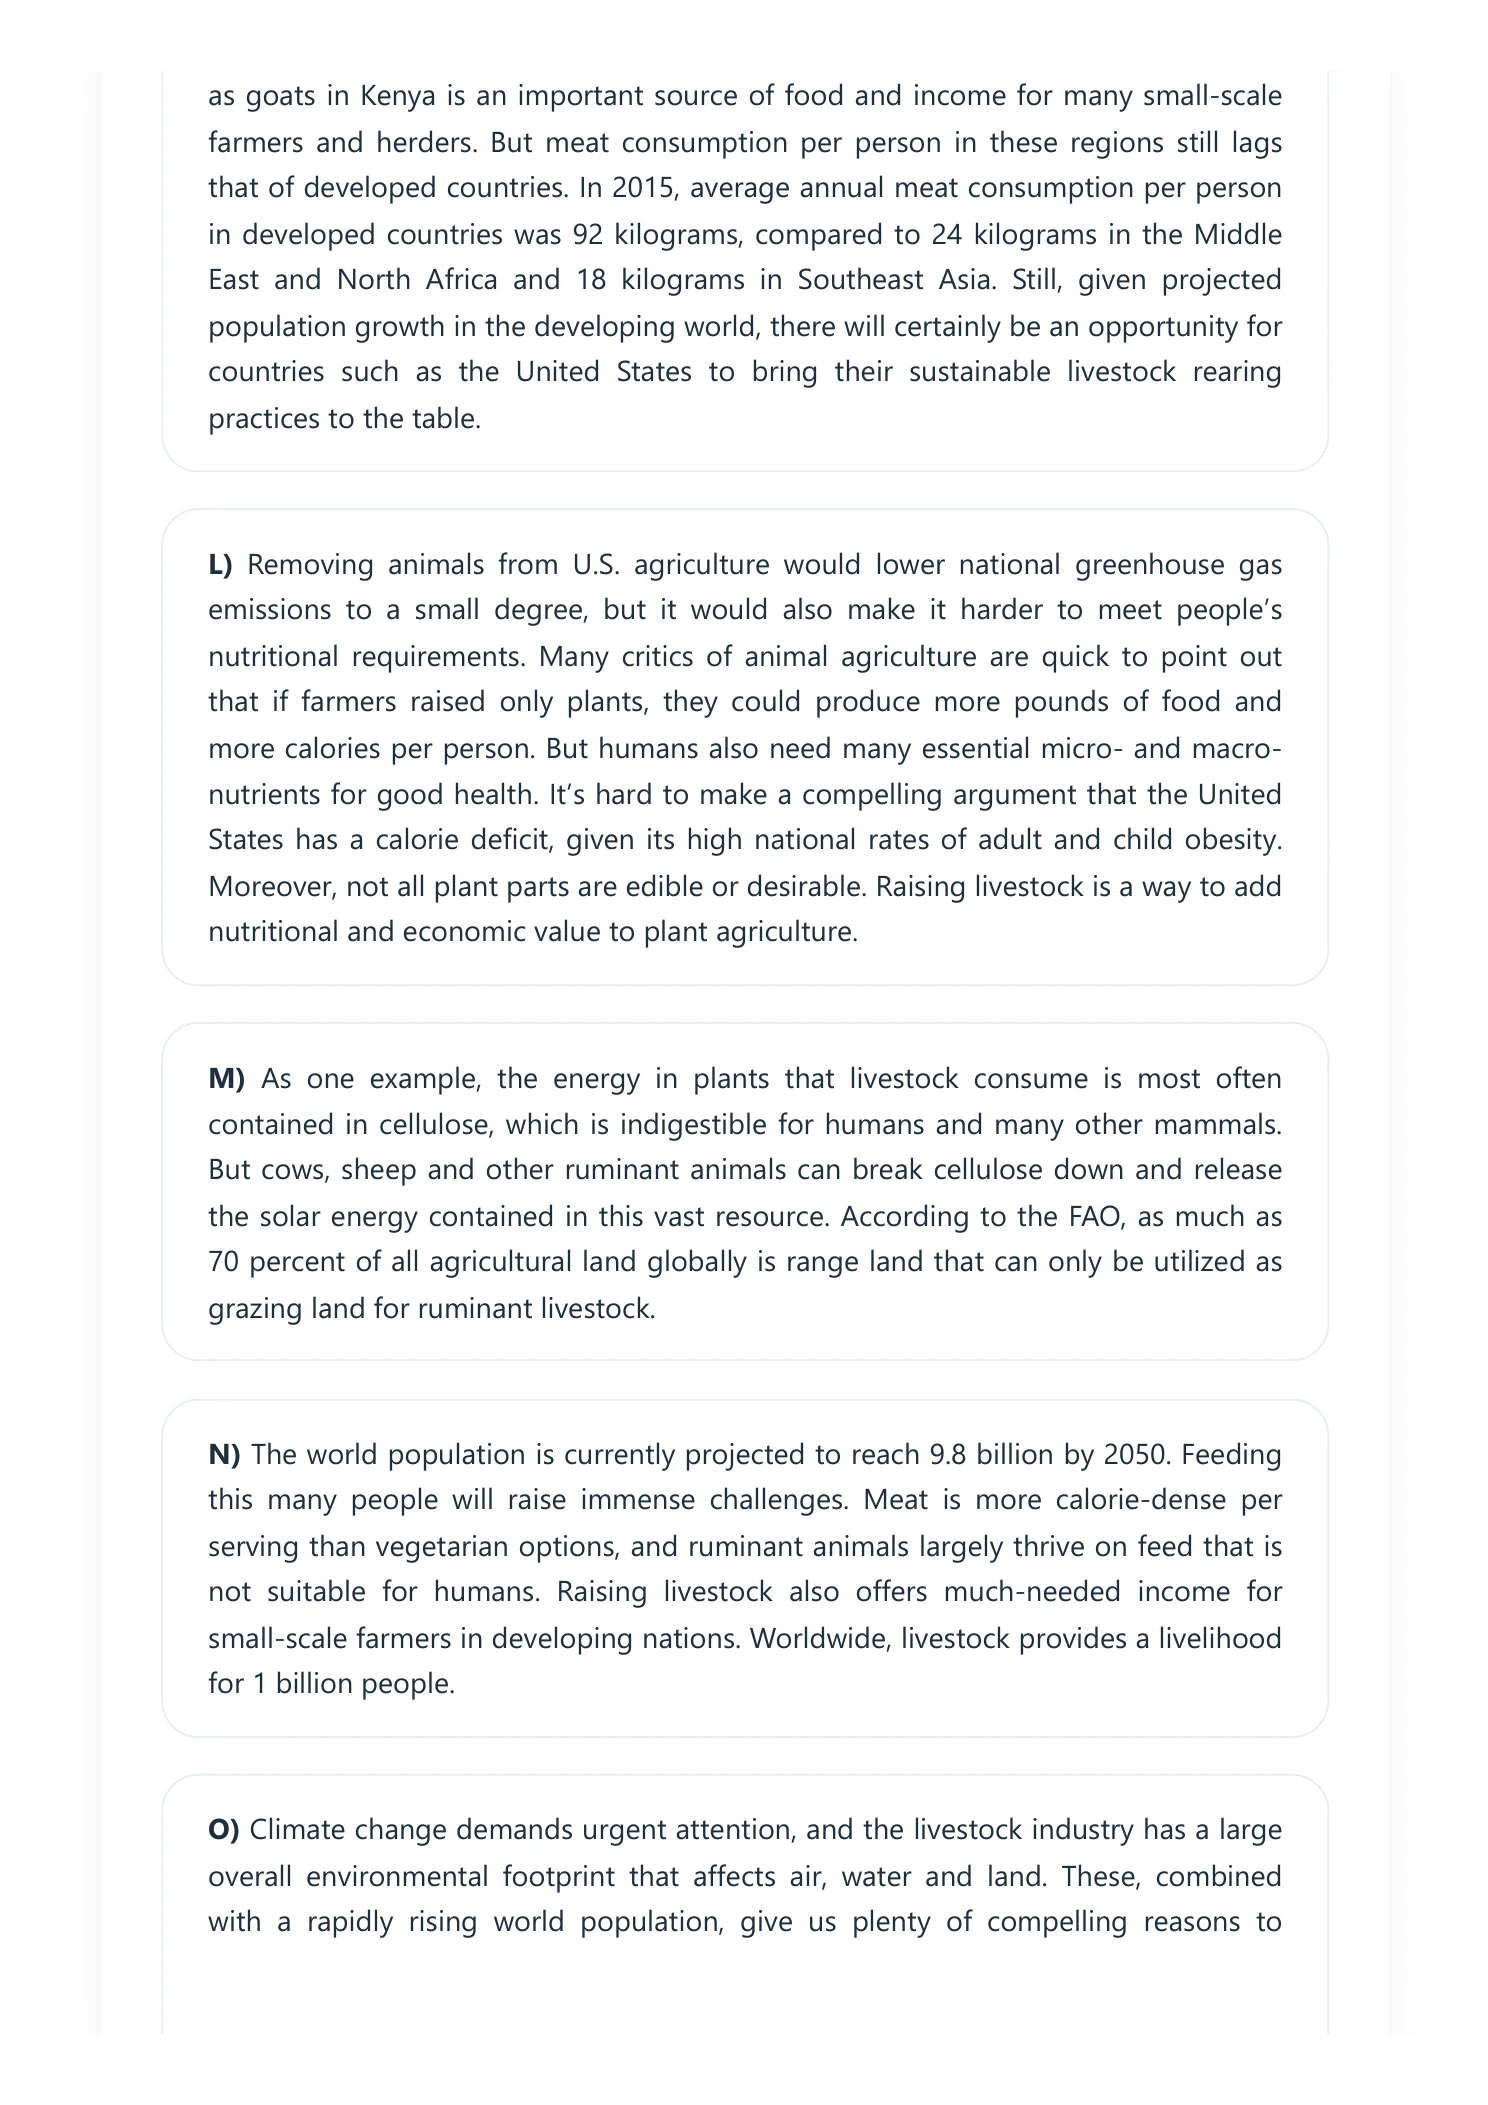 as goats in Kenya is an important source of food and income for many small-scale
farmers and herders. But meat consumption per person in these regions still lags
that of developed countries. In 2015, average annual meat consumption per person
in developed countries was 92 kilograms, compared to 24 kilograms in the Middle
East and North Africa and 18 kilograms in Southeast Asia. Still, given projected
population growth in the developing world, there will certainly be an opportunity for
countries such as the United States to bring their sustainable livestock rearing
practices to the table.
L) Removing animals from U.S. agriculture would lower national greenhouse gas
emissions to a small degree, but it would also make it harder to meet people’s
nutritional requirements. Many critics of animal agriculture are quick to point out
that if farmers raised only plants, they could produce more pounds of food and
more calories per person. But humans also need many essential micro- and macro-
nutrients for good health. It’s hard to make a compelling argument that the United
States has a calorie deficit, given its high national rates of adult and child obesity.
Moreover, not all plant parts are edible or desirable. Raising livestock is a way to add
nutritional and economic value to plant agriculture.
M) As one example, the energy in plants that livestock consume is most often
contained in cellulose, which is indigestible for humans and many other mammals.
But cows, sheep and other ruminant animals can break cellulose down and release
the solar energy contained in this vast resource. According to the FAO, as much as
70 percent of all agricultural land globally is range land that can only be utilized as
grazing land for ruminant livestock.
N) The world population is currently projected to reach 9.8 billion by 2050. Feeding
this many people will raise immense challenges. Meat is more calorie-dense per
serving than vegetarian options, and ruminant animals largely thrive on feed that is
not suitable for humans. Raising livestock also offers much-needed income for
small-scale farmers in developing nations. Worldwide, livestock provides a livelihood
for 1 billion people.
O) Climate change demands urgent attention, and the livestock industry has a large
overall environmental footprint that affects air, water and land. These, combined
with a rapidly rising world population, give us plenty of compelling reasons to